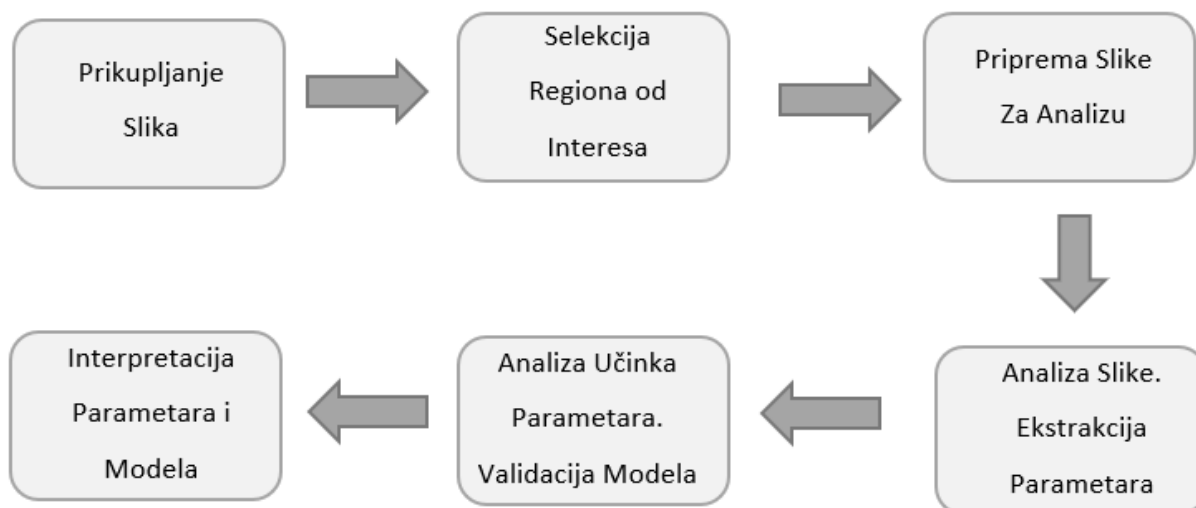 Prikupljanje
Slika
Selekcija
Regiona od
Interesa
Priprema Slike
Za Analizu
Analiza Slike.
Ekstrakcija
Parametara
Analiza Učinka
Parametara.
Validacija Modela
Interpretacija
Parametara i
Modela